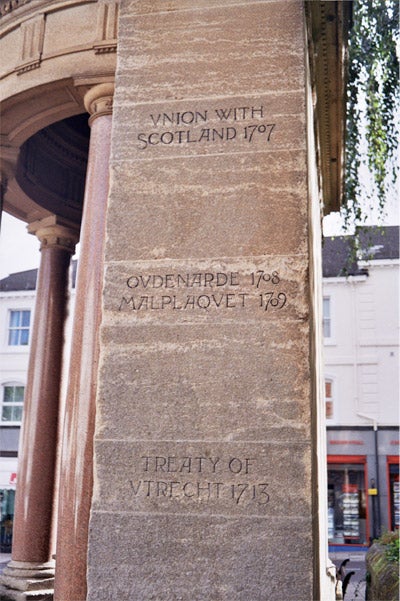 VNION WITH
SCOTLAND 1707
OVDENARDE 1708
MALPLAQVET 1709
TREATY OF
VTRECHT 1713